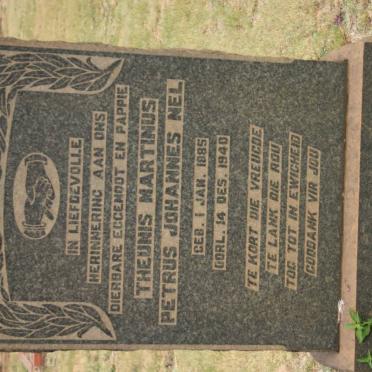 IN LIEFDEVOLLE
HERINNERING AAN ONS
DIERBARE EGGENOOT EN PAPPIE
THEUNIS MARTINUS
PETRUS JOHANNES NEL
GEB. 1 JAN. 1885
OORL. 14 DES. 1940
TE KORT DIE VREUGDE
TE LANK DIE ROU
TOG TOT IN EWIGHEID
GODDANK VIR JOU